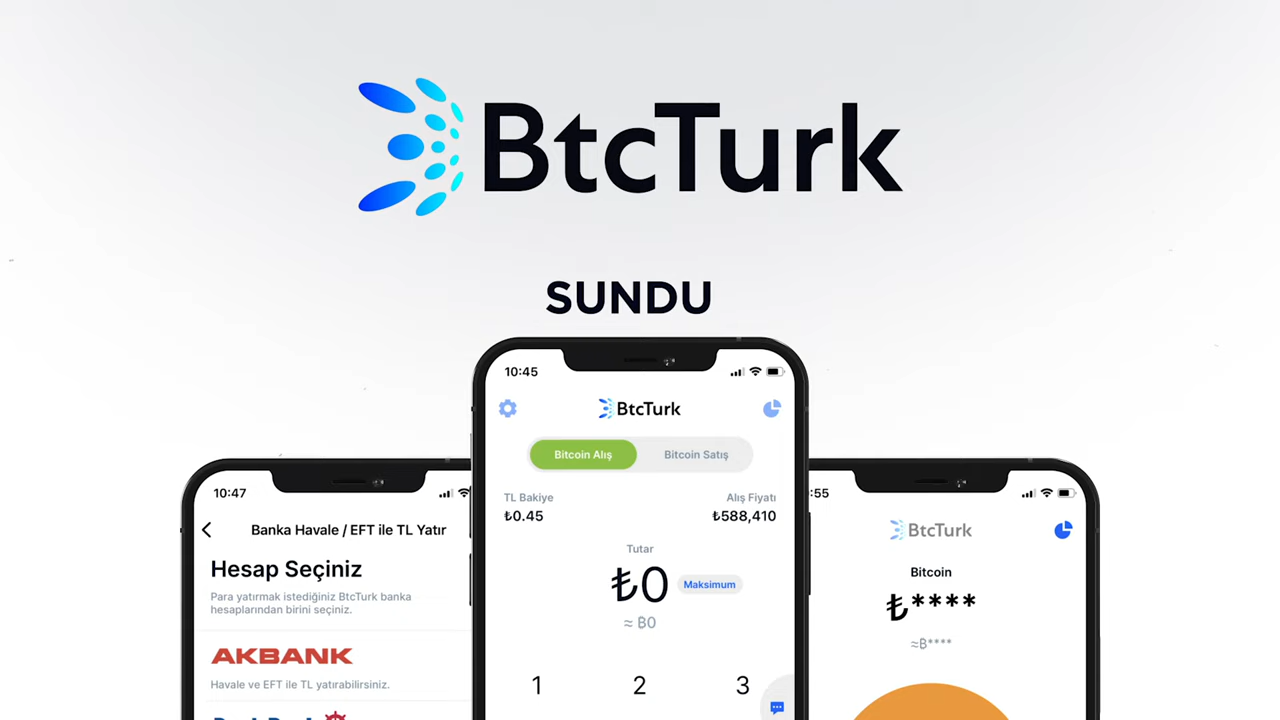 BtcTurk
SUNDU
10:47
Banka Havale / EFT ile TL Yatır
Hesap Seçiniz
Para yatırmak istediğiniz BtcTurk banka
hesaplarından birini seçiniz.
AKBANK
Havale ve EFT ile TL yatırabilirsiniz.
10:45
BtcTurk
Bitcoin Alış Bitcoin Satış
TL Bakiye Alış Fiyatı
₺0.45 ₺588,410
Tutar
₺0 Maksimum
≈ ₿0
1 2 3
:55
BtcTurk
Bitcoin
₺****
≈₿****